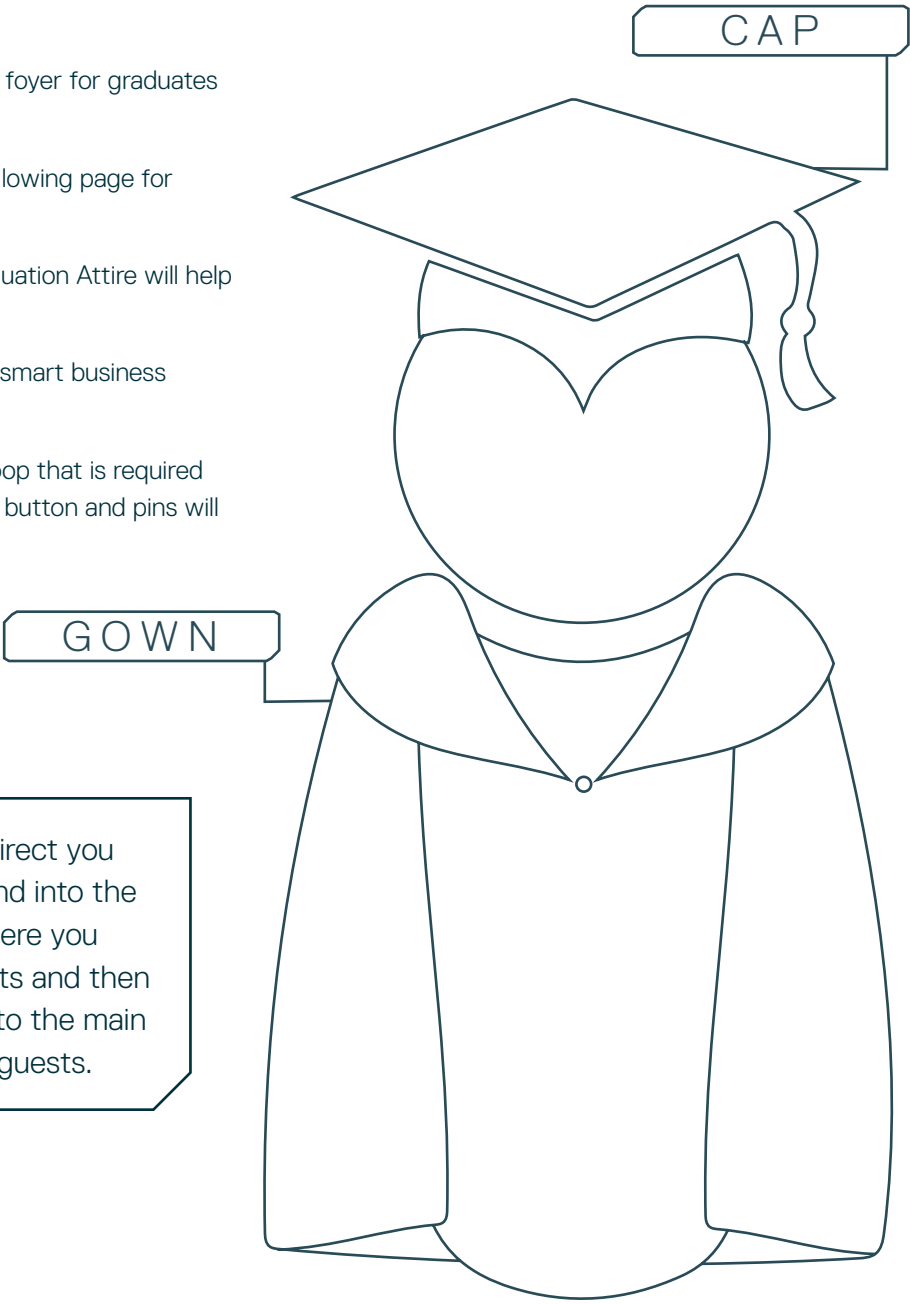 CAP
foyer for graduates
lowing page for
uation Attire will help
smart business
op that is required
button and pins will
GOWN
irect you
nd into the
ere you
ts and then
to the main
guests.